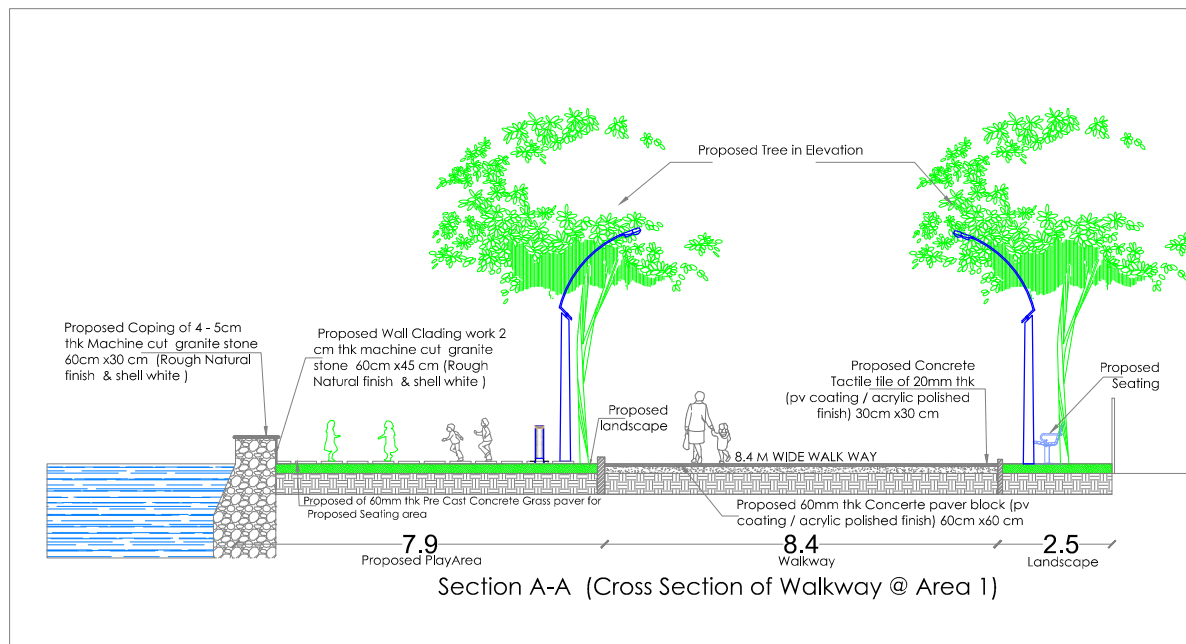 Proposed Tree in Elevation
Proposed Coping of 4 - 5cm
thk Machine cut granite stone
60cm x30 cm (Rough Natural
finish & shell white )
Proposed Wall Clading work 2
cm thk machine cut granite
stone 60cm x45 cm (Rough
Natural finish & shell white )
Proposed
landscape
Proposed Concrete
Tactile tile of 20mm thk
(pv coating / acrylic polished
finish) 30cm x30 cm
Proposed
Seating
8.4 M WIDE WALK WAY
Proposed of 60mm thk Pre Cast Concrete Grass paver for
Proposed Seating area
Proposed 60mm thk Concerte paver block (pv
coating / acrylic polished finish) 60cm x60 cm
7.9
Proposed PlayArea
8.4
Walkway
2.5
Landscape
Section A-A (Cross Section of Walkway @ Area 1)